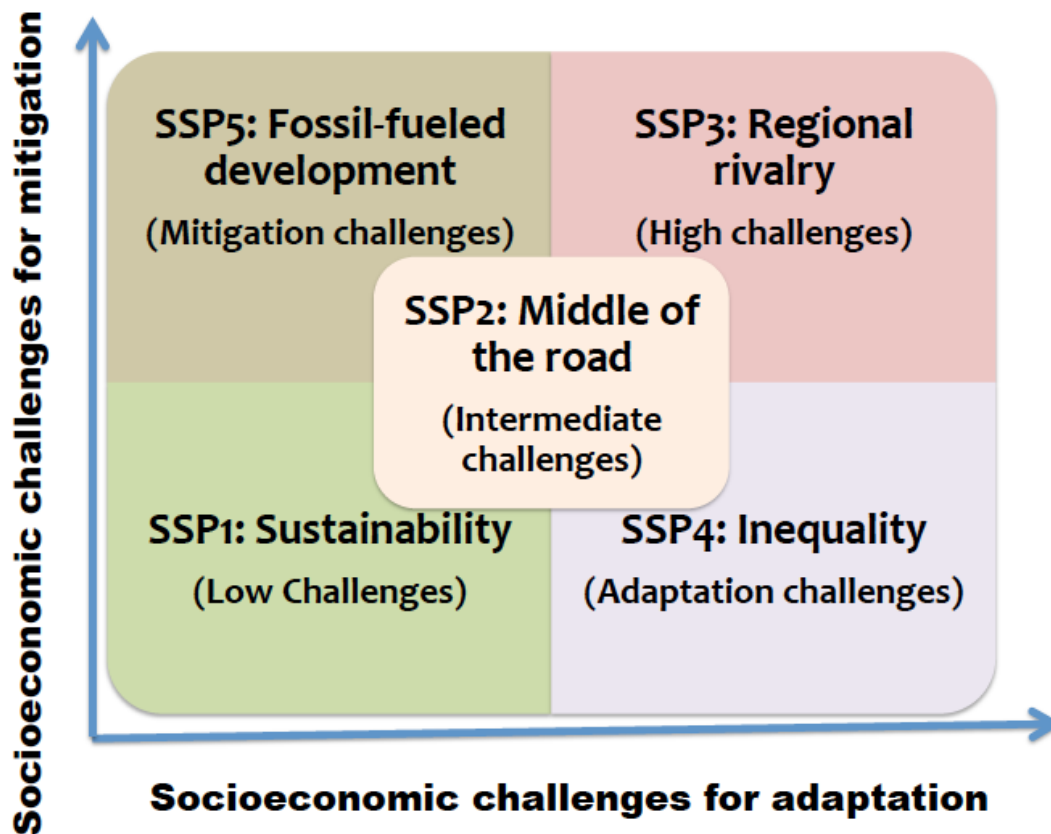 Socioeconomic challenges for mitigation
SSP5: Fossil-fueled
development
(Mitigation challenges)
SSP3: Regional
rivalry
(High challenges)
SSP2: Middle of
the road
(Intermediate
challenges)
SSP1: Sustainability
(Low Challenges)
SSP4: Inequality
(Adaptation challenges)
Socioeconomic challenges for adaptation